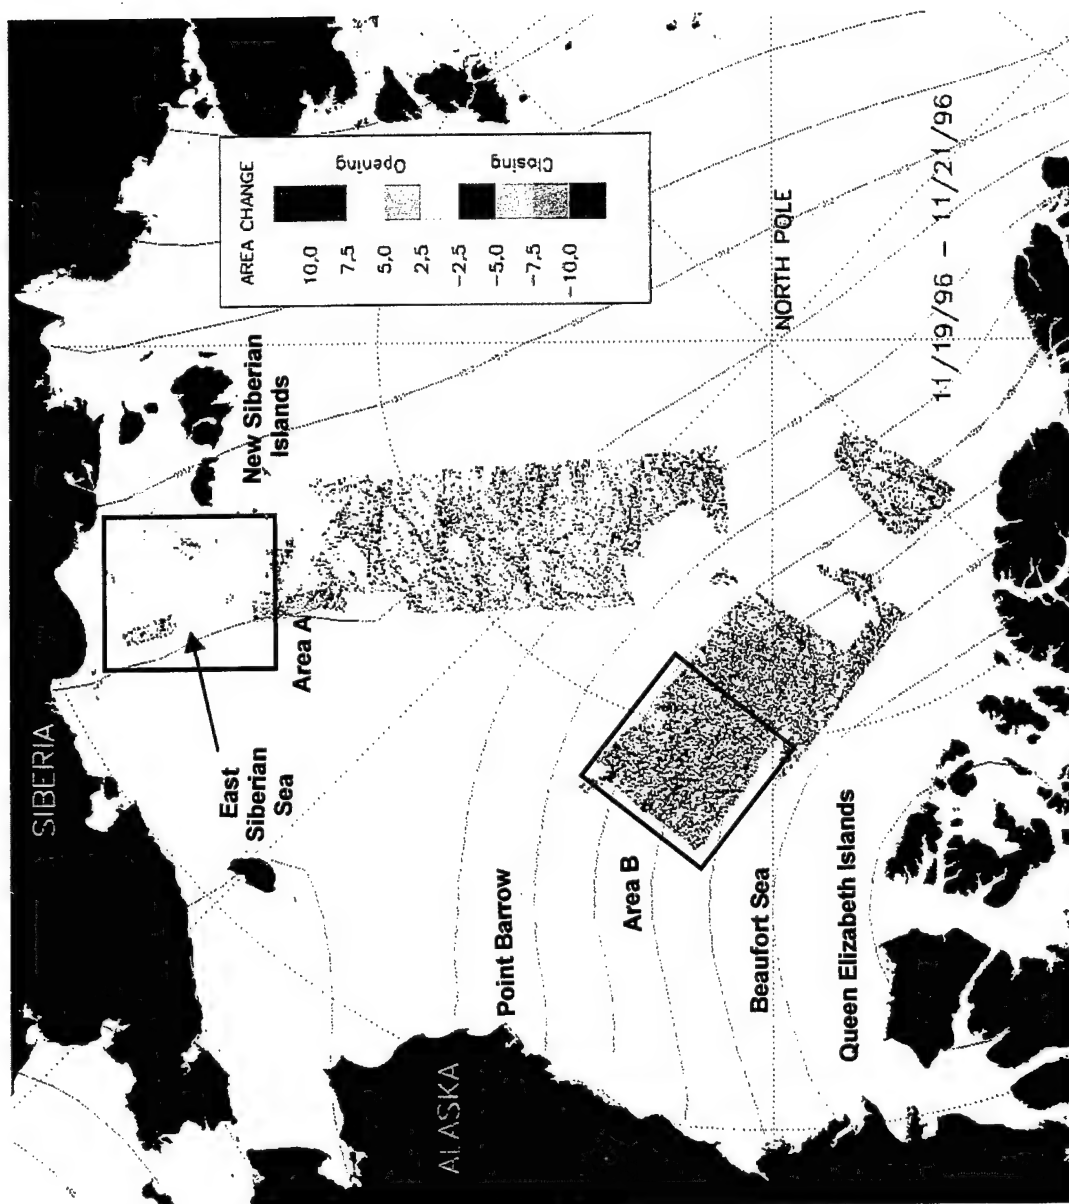 SIBERIA
New Siberian
Islands
East
Siberian
Sea
Area A
AREA CHANGE
Opening
Closing
10.0
7.5
5.0
2.5
-2.5
-5.0
-7.5
-10.0
NORTH POLE
11/19/96 - 11/21/96
Point Barrow
Area B
Beaufort Sea
Queen Elizabeth Islands
ALASKA